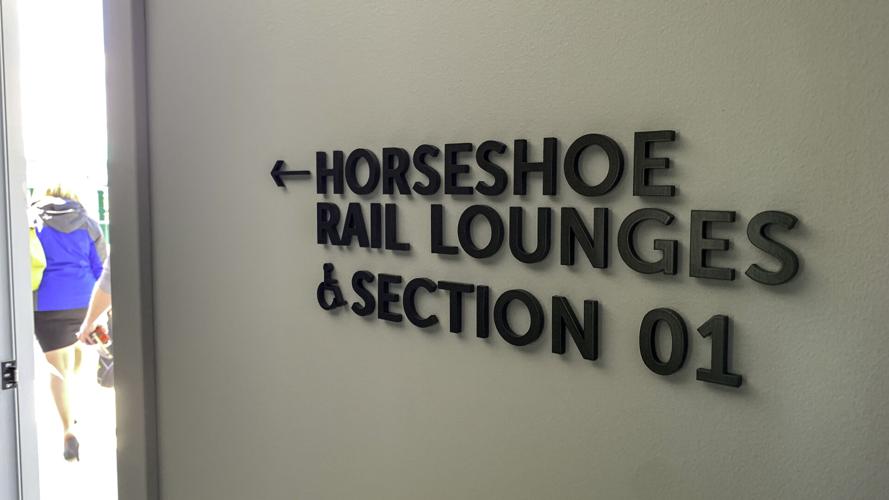 ← HORSESHOE
RAIL LOUNGES
♿ SECTION 01